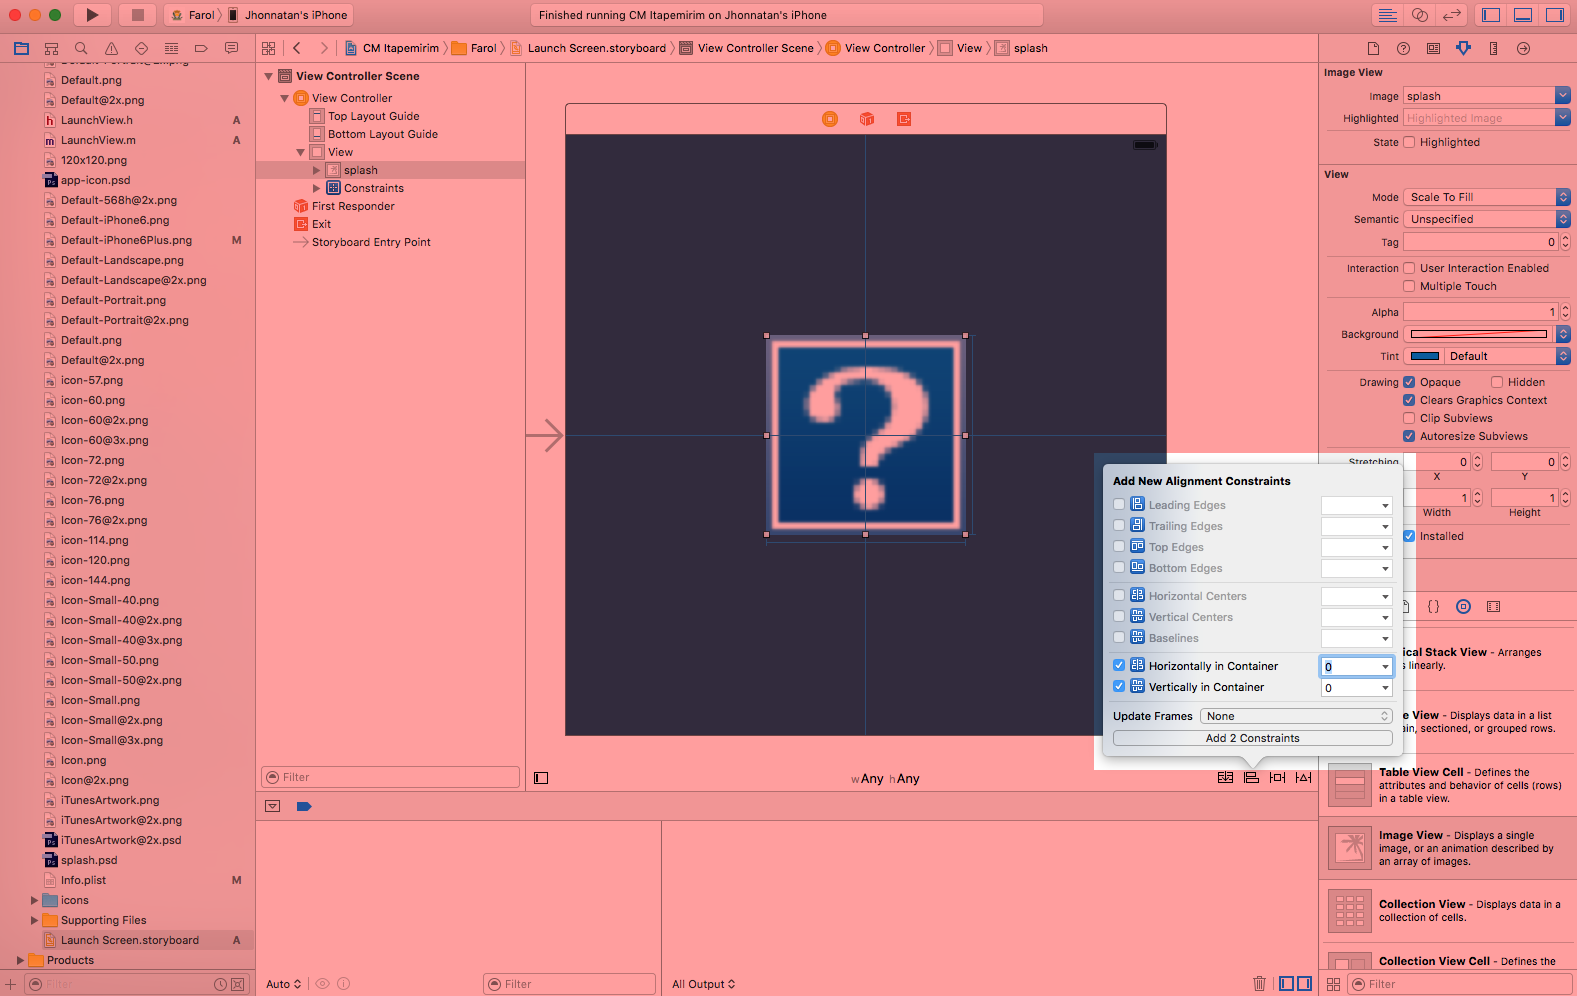 Farol
Jhonnatan's iPhone
Finished running CM Itapemirim on Jhonnatan's iPhone
CM Itapemirim
Farol
Launch Screen.storyboard
View Controller Scene
View Controller
View
splash
Default-Portrait@2x.png
Default.png
Default@2x.png
LaunchView.h A
LaunchView.m A
120x120.png
app-icon.psd
Default-568h@2x.png
Default-iPhone6.png
Default-iPhone6Plus.png M
Default-Landscape.png
Default-Landscape@2x.png
Default-Portrait.png
Default-Portrait@2x.png
Default.png
Default@2x.png
icon-57.png
icon-60.png
Icon-60@2x.png
Icon-60@3x.png
Icon-72.png
Icon-72@2x.png
Icon-76.png
Icon-76@2x.png
icon-114.png
icon-120.png
icon-144.png
Icon-Small-40.png
Icon-Small-40@2x.png
Icon-Small-40@3x.png
Icon-Small-50.png
Icon-Small-50@2x.png
Icon-Small.png
Icon-Small@2x.png
Icon-Small@3x.png
Icon.png
Icon@2x.png
iTunesArtwork.png
iTunesArtwork@2x.png
iTunesArtwork@2x.psd
splash.psd
Info.plist M
icons
Supporting Files
Launch Screen.storyboard A
Products
Filter
View Controller Scene
View Controller
Top Layout Guide
Bottom Layout Guide
View
splash
Constraints
First Responder
Exit
Storyboard Entry Point
Filter
?
wAny hAny
Add New Alignment Constraints
Leading Edges
Trailing Edges
Top Edges
Bottom Edges
Horizontal Centers
Vertical Centers
Baselines
Horizontally in Container 0
Vertically in Container 0
Update Frames None
Add 2 Constraints
Auto
Filter
All Output
Image View
Image splash
Highlighted Highlighted Image
State Highlighted
View
Mode Scale To Fill
Semantic Unspecified
Tag 0
Interaction User Interaction Enabled
Multiple Touch
Alpha 1
Background
Tint Default
Drawing Opaque Hidden
Clears Graphics Context
Clip Subviews
Autoresize Subviews
Stretching 0 0
X Y
1 1
Width Height
Installed
{ }
ical Stack View - Arranges
s linearly.
e View - Displays data in a list
ain, sectioned, or grouped rows.
Table View Cell - Defines the
attributes and behavior of cells (rows)
in a table view.
Image View - Displays a single
image, or an animation described by
an array of images.
Collection View - Displays data in a
collection of cells.
Collection View Cell - Defines the
Filter